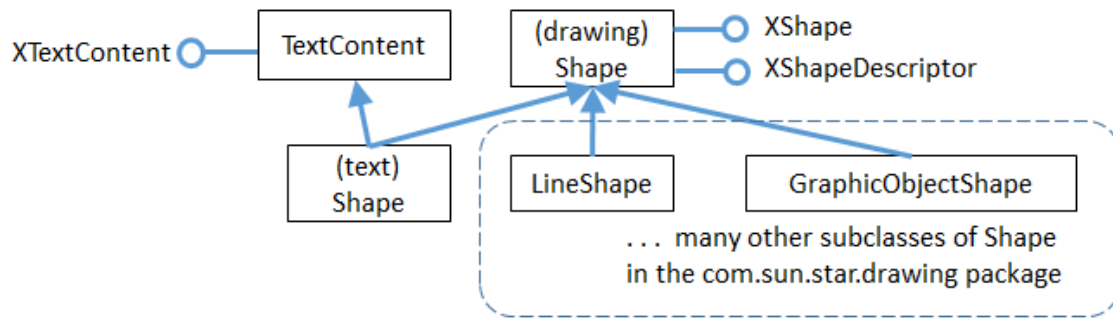 XTextContent
TextContent
(drawing)
Shape
XShape
XShapeDescriptor
(text)
Shape
LineShape
GraphicObjectShape
. . . many other subclasses of Shape
in the com.sun.star.drawing package